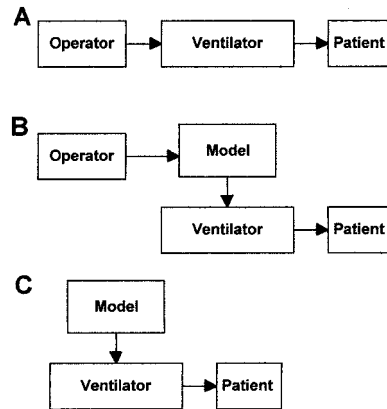 A
Operator Ventilator Patient
B
Operator Model
Ventilator Patient
C
Model
Ventilator Patient